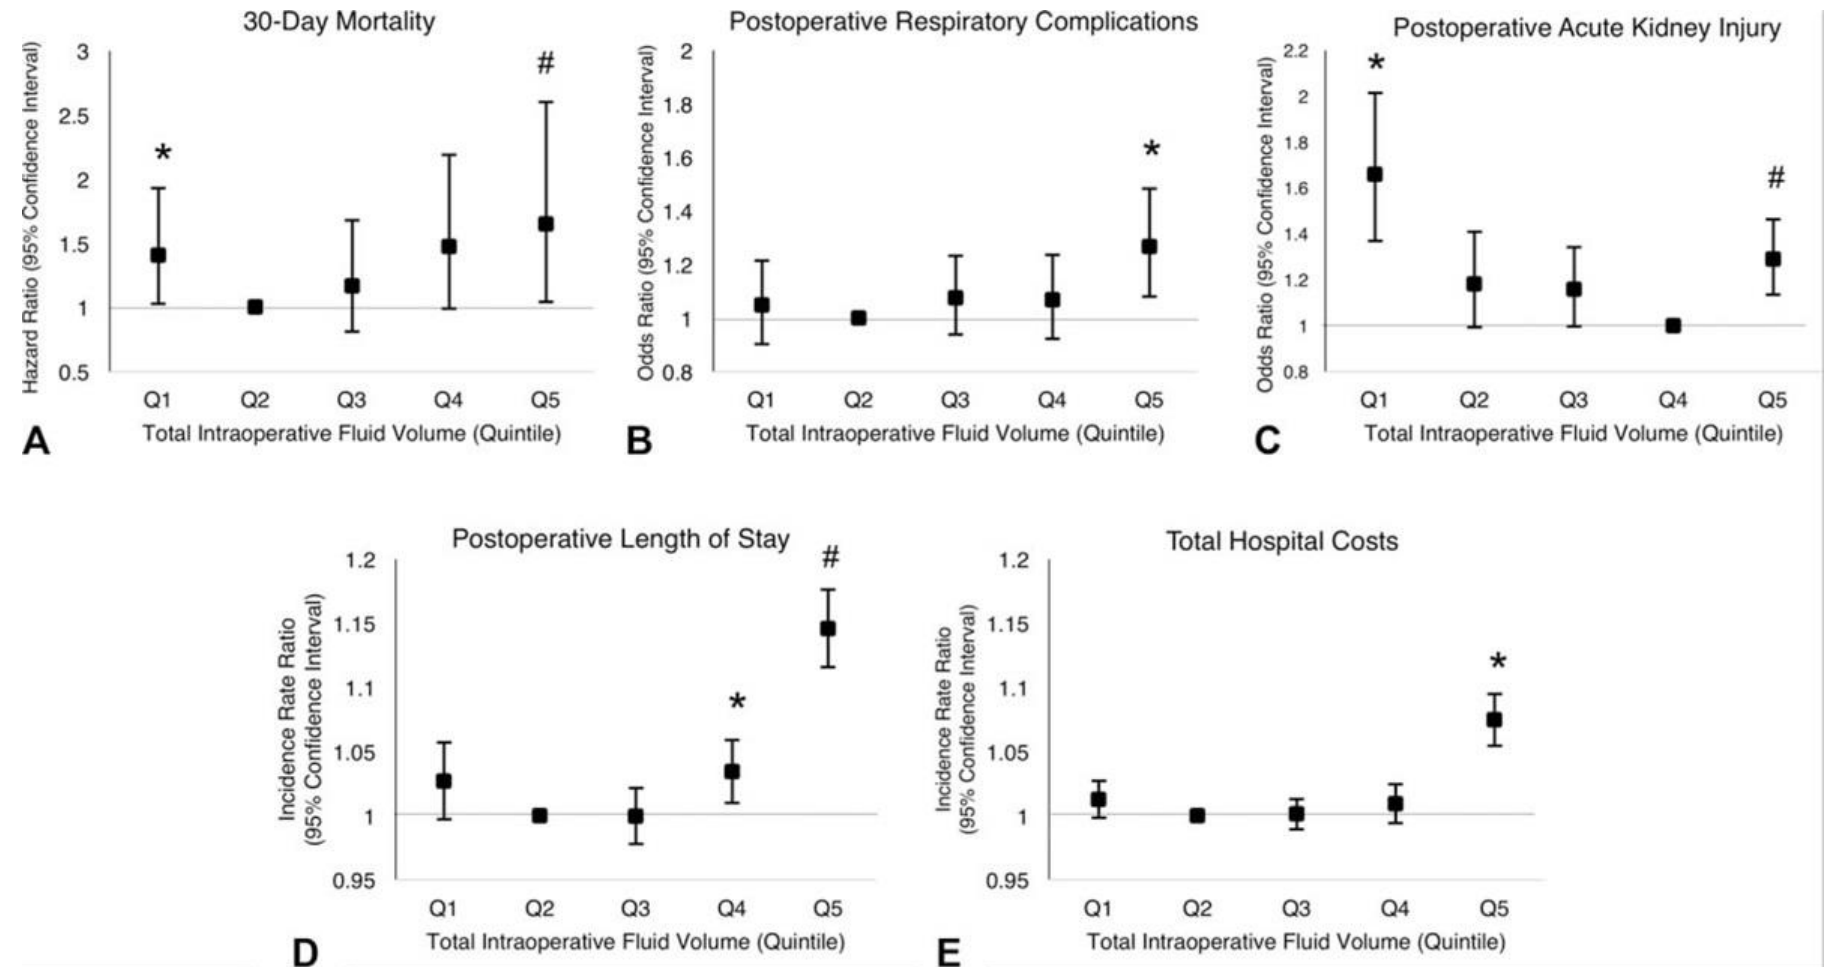 30-Day Mortality
Hazard Ratio (95% Confidence Interval)
3
2.5
2
1.5
1
0.5
*
#
Q1 Q2 Q3 Q4 Q5
Total Intraoperative Fluid Volume (Quintile)
A
Postoperative Respiratory Complications
Odds Ratio (95% Confidence Interval)
2
1.8
1.6
1.4
1.2
1
0.8
*
Q1 Q2 Q3 Q4 Q5
Total Intraoperative Fluid Volume (Quintile)
B
Postoperative Acute Kidney Injury
Odds Ratio (95% Confidence Interval)
2.2
2
1.8
1.6
1.4
1.2
1
0.8
*
#
Q1 Q2 Q3 Q4 Q5
Total Intraoperative Fluid Volume (Quintile)
C
Postoperative Length of Stay
Incidence Rate Ratio
(95% Confidence Interval)
1.2
1.15
1.1
1.05
1
0.95
*
#
Q1 Q2 Q3 Q4 Q5
Total Intraoperative Fluid Volume (Quintile)
D
Total Hospital Costs
Incidence Rate Ratio
(95% Confidence Interval)
1.2
1.15
1.1
1.05
1
0.95
*
Q1 Q2 Q3 Q4 Q5
Total Intraoperative Fluid Volume (Quintile)
E